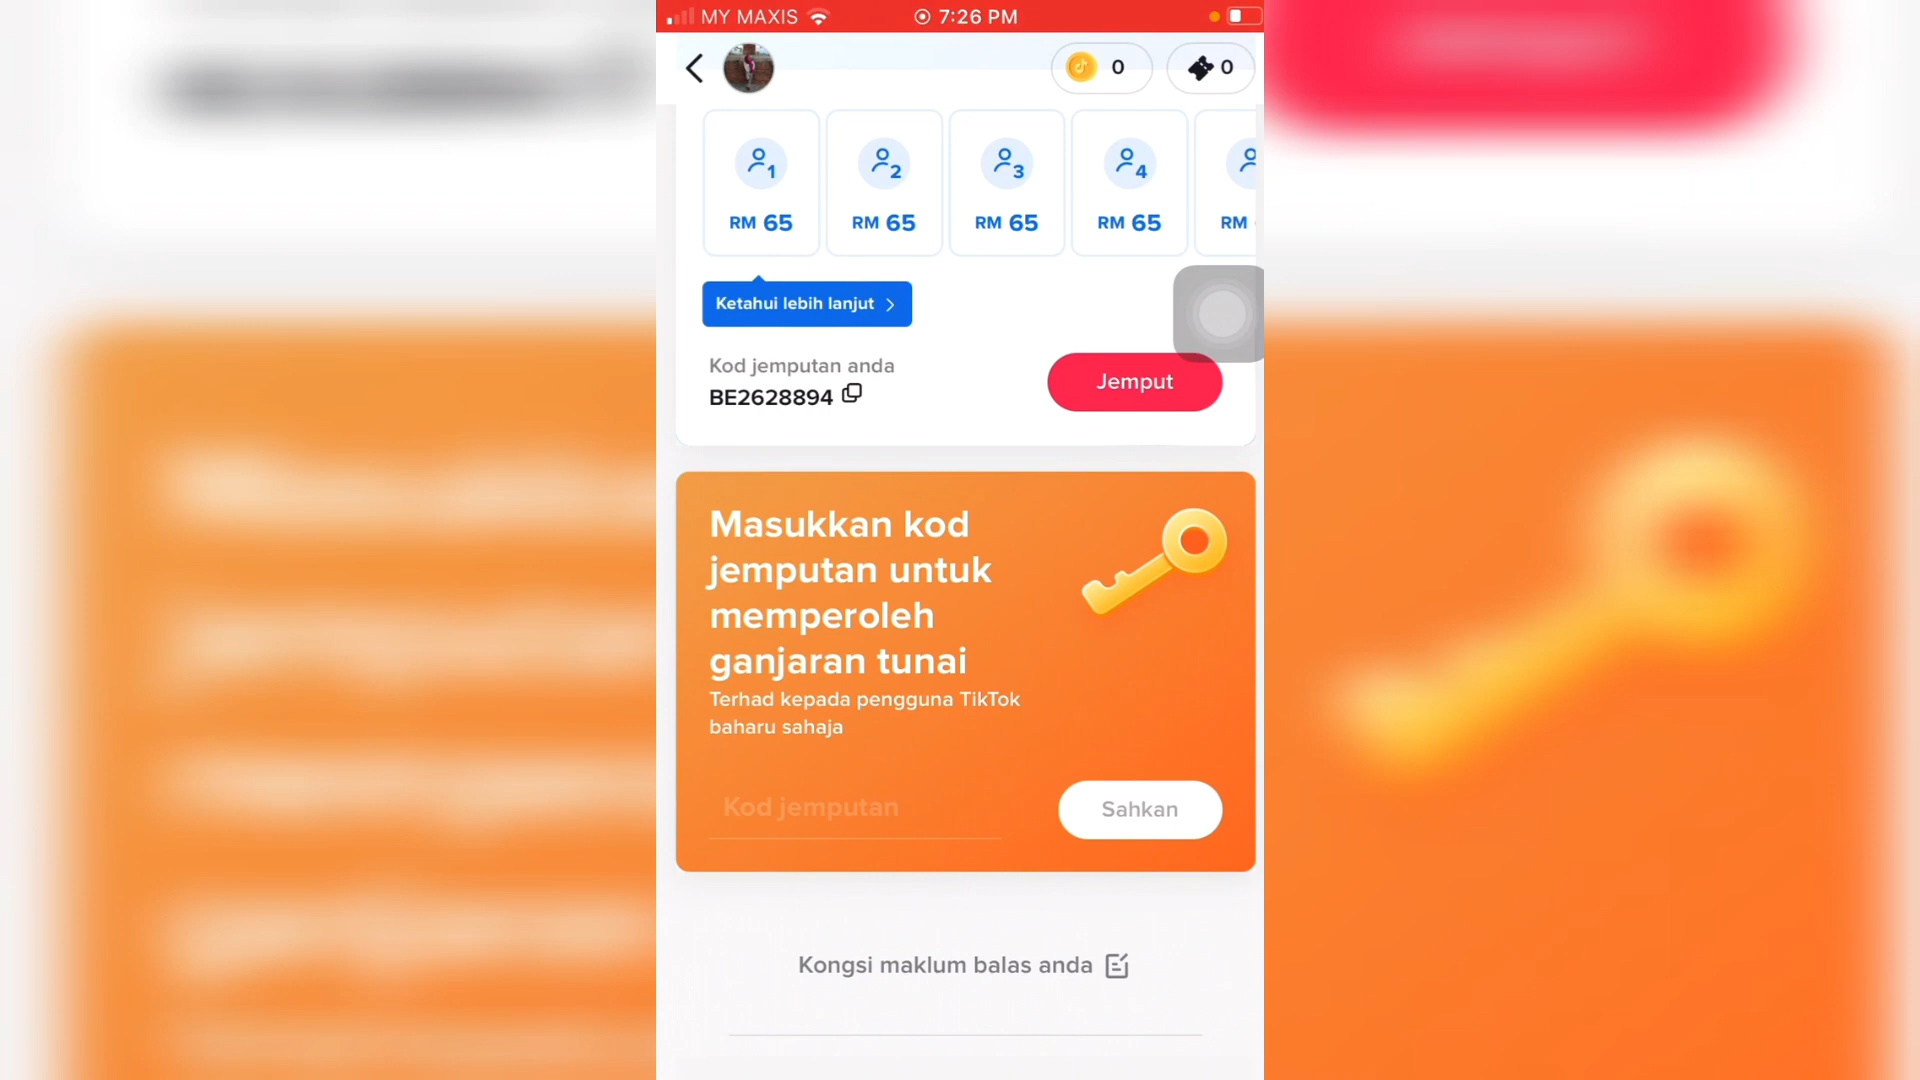 MY MAXIS 7:26 PM
0 0
1 2 3 4
RM 65 RM 65 RM 65 RM 65 RM
Ketahui lebih lanjut
Kod jemputan anda
BE2628894
Jemput
Masukkan kod
jemputan untuk
memperoleh
ganjaran tunai
Terhad kepada pengguna TikTok
baharu sahaja
Kod jemputan
Sahkan
Kongsi maklum balas anda